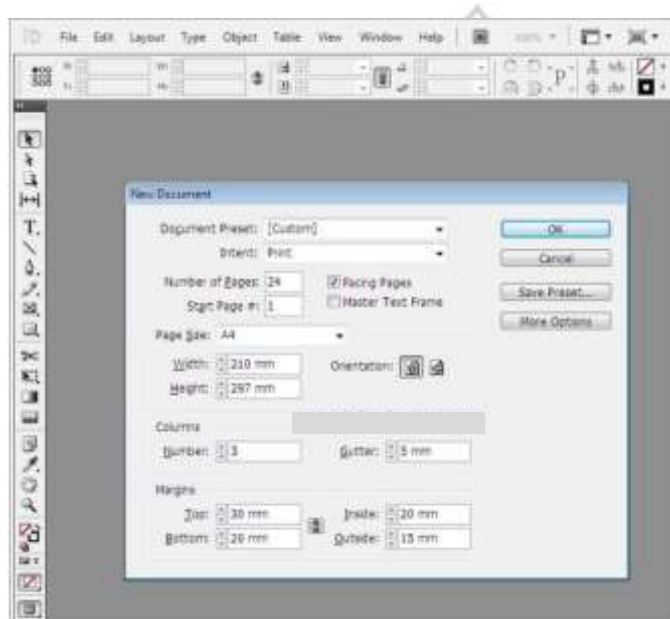 File Edit Layout Type Object Table View Window Help
New Document
Document Preset: [Custom]
Intent: Print
Number of Pages: 24
Facing Pages
Start Page #: 1
Master Text Frame
Page Size: A4
Width: 210 mm
Orientation:
Height: 297 mm
Columns
Number: 3
Gutter: 5 mm
Margins
Top: 30 mm
Inside: 20 mm
Bottom: 20 mm
Outside: 15 mm
OK
Cancel
Save Preset...
More Options